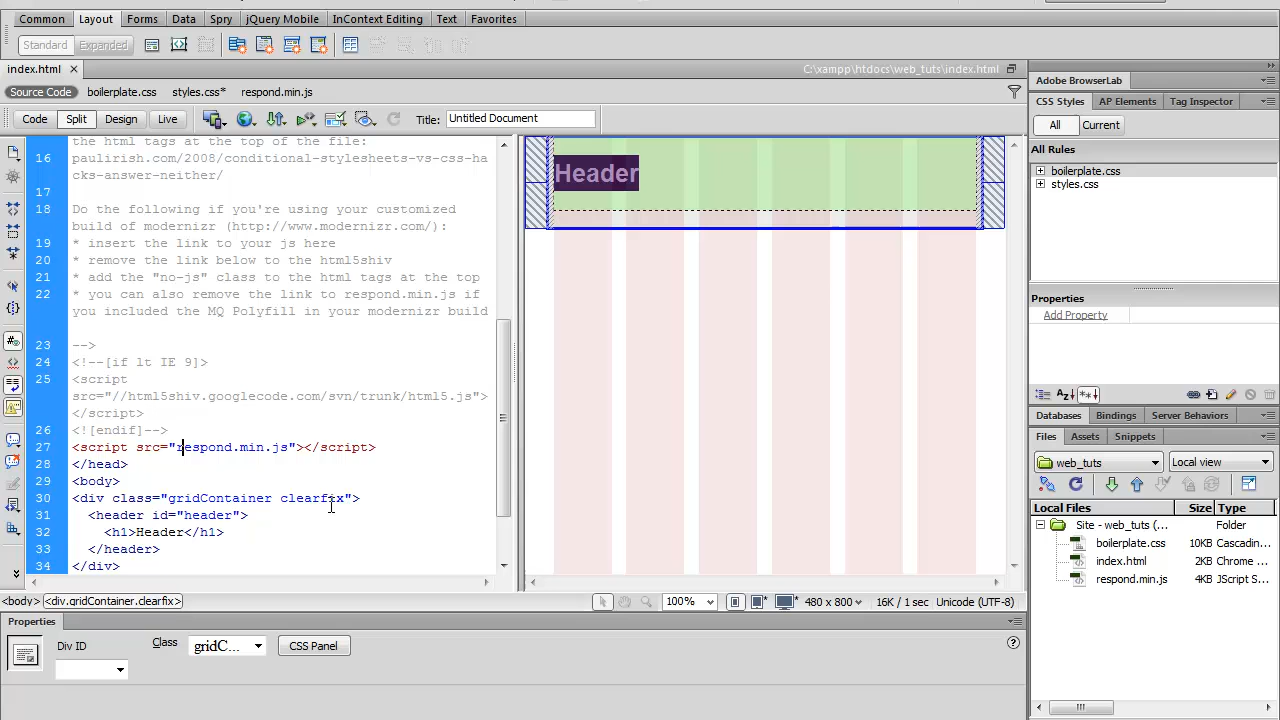 Common Layout Forms Data Spry jQuery Mobile InContext Editing Text Favorites
Standard Expanded
index.html
C:\xampp\htdocs\web_tuts\index.html
Source Code boilerplate.css styles.css* respond.min.js
Code Split Design Live Title: Untitled Document
the html tags at the top of the file:
16 paulirish.com/2008/conditional-stylesheets-vs-css-ha
cks-answer-neither/
17
18 Do the following if you're using your customized
build of modernizr (http://www.modernizr.com/):
19 * insert the link to your js here
20 * remove the link below to the html5shiv
21 * add the "no-js" class to the html tags at the top
22 * you can also remove the link to respond.min.js if
you included the MQ Polyfill in your modernizr build
23 -->
24 <!--[if lt IE 9]>
25 <script
src="//html5shiv.googlecode.com/svn/trunk/html5.js">
</script>
26 <![endif]-->
27 <script src="respond.min.js"></script>
28 </head>
29 <body>
30 <div class="gridContainer clearfix">
31 <header id="header">
32 <h1>Header</h1>
33 </header>
34 </div>
Header
<body> <div.gridContainer.clearfix>
100% 480 x 800 16K / 1 sec Unicode (UTF-8)
Properties
Div ID Class gridC... CSS Panel
Adobe BrowserLab
CSS Styles AP Elements Tag Inspector
All Current
All Rules
boilerplate.css
styles.css
Properties
Add Property
Az
**
Databases Bindings Server Behaviors
Files Assets Snippets
web_tuts Local view
Local Files Size Type
Site - web_tuts (... Folder
boilerplate.css 10KB Cascadin...
index.html 2KB Chrome ...
respond.min.js 4KB JScript S...